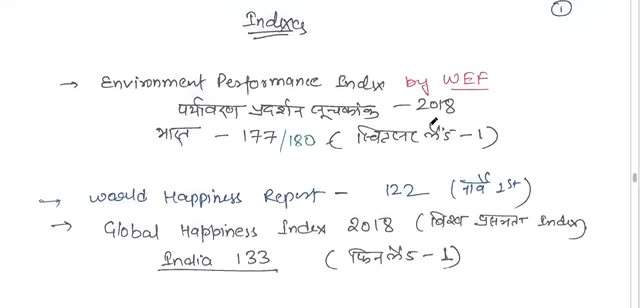 Indexes
①
→ Environment Performance Index by WEF
पर्यावरण प्रदर्शन सूचकांक - 2018
भारत - 177/180 ( स्विटजरलैंड - 1)
→ World Happiness Report - 122 (नार्वे 1st)
→ Global Happiness Index 2018 ( विश्व प्रसन्नता Index)
India 133 ( फिनलैंड - 1)